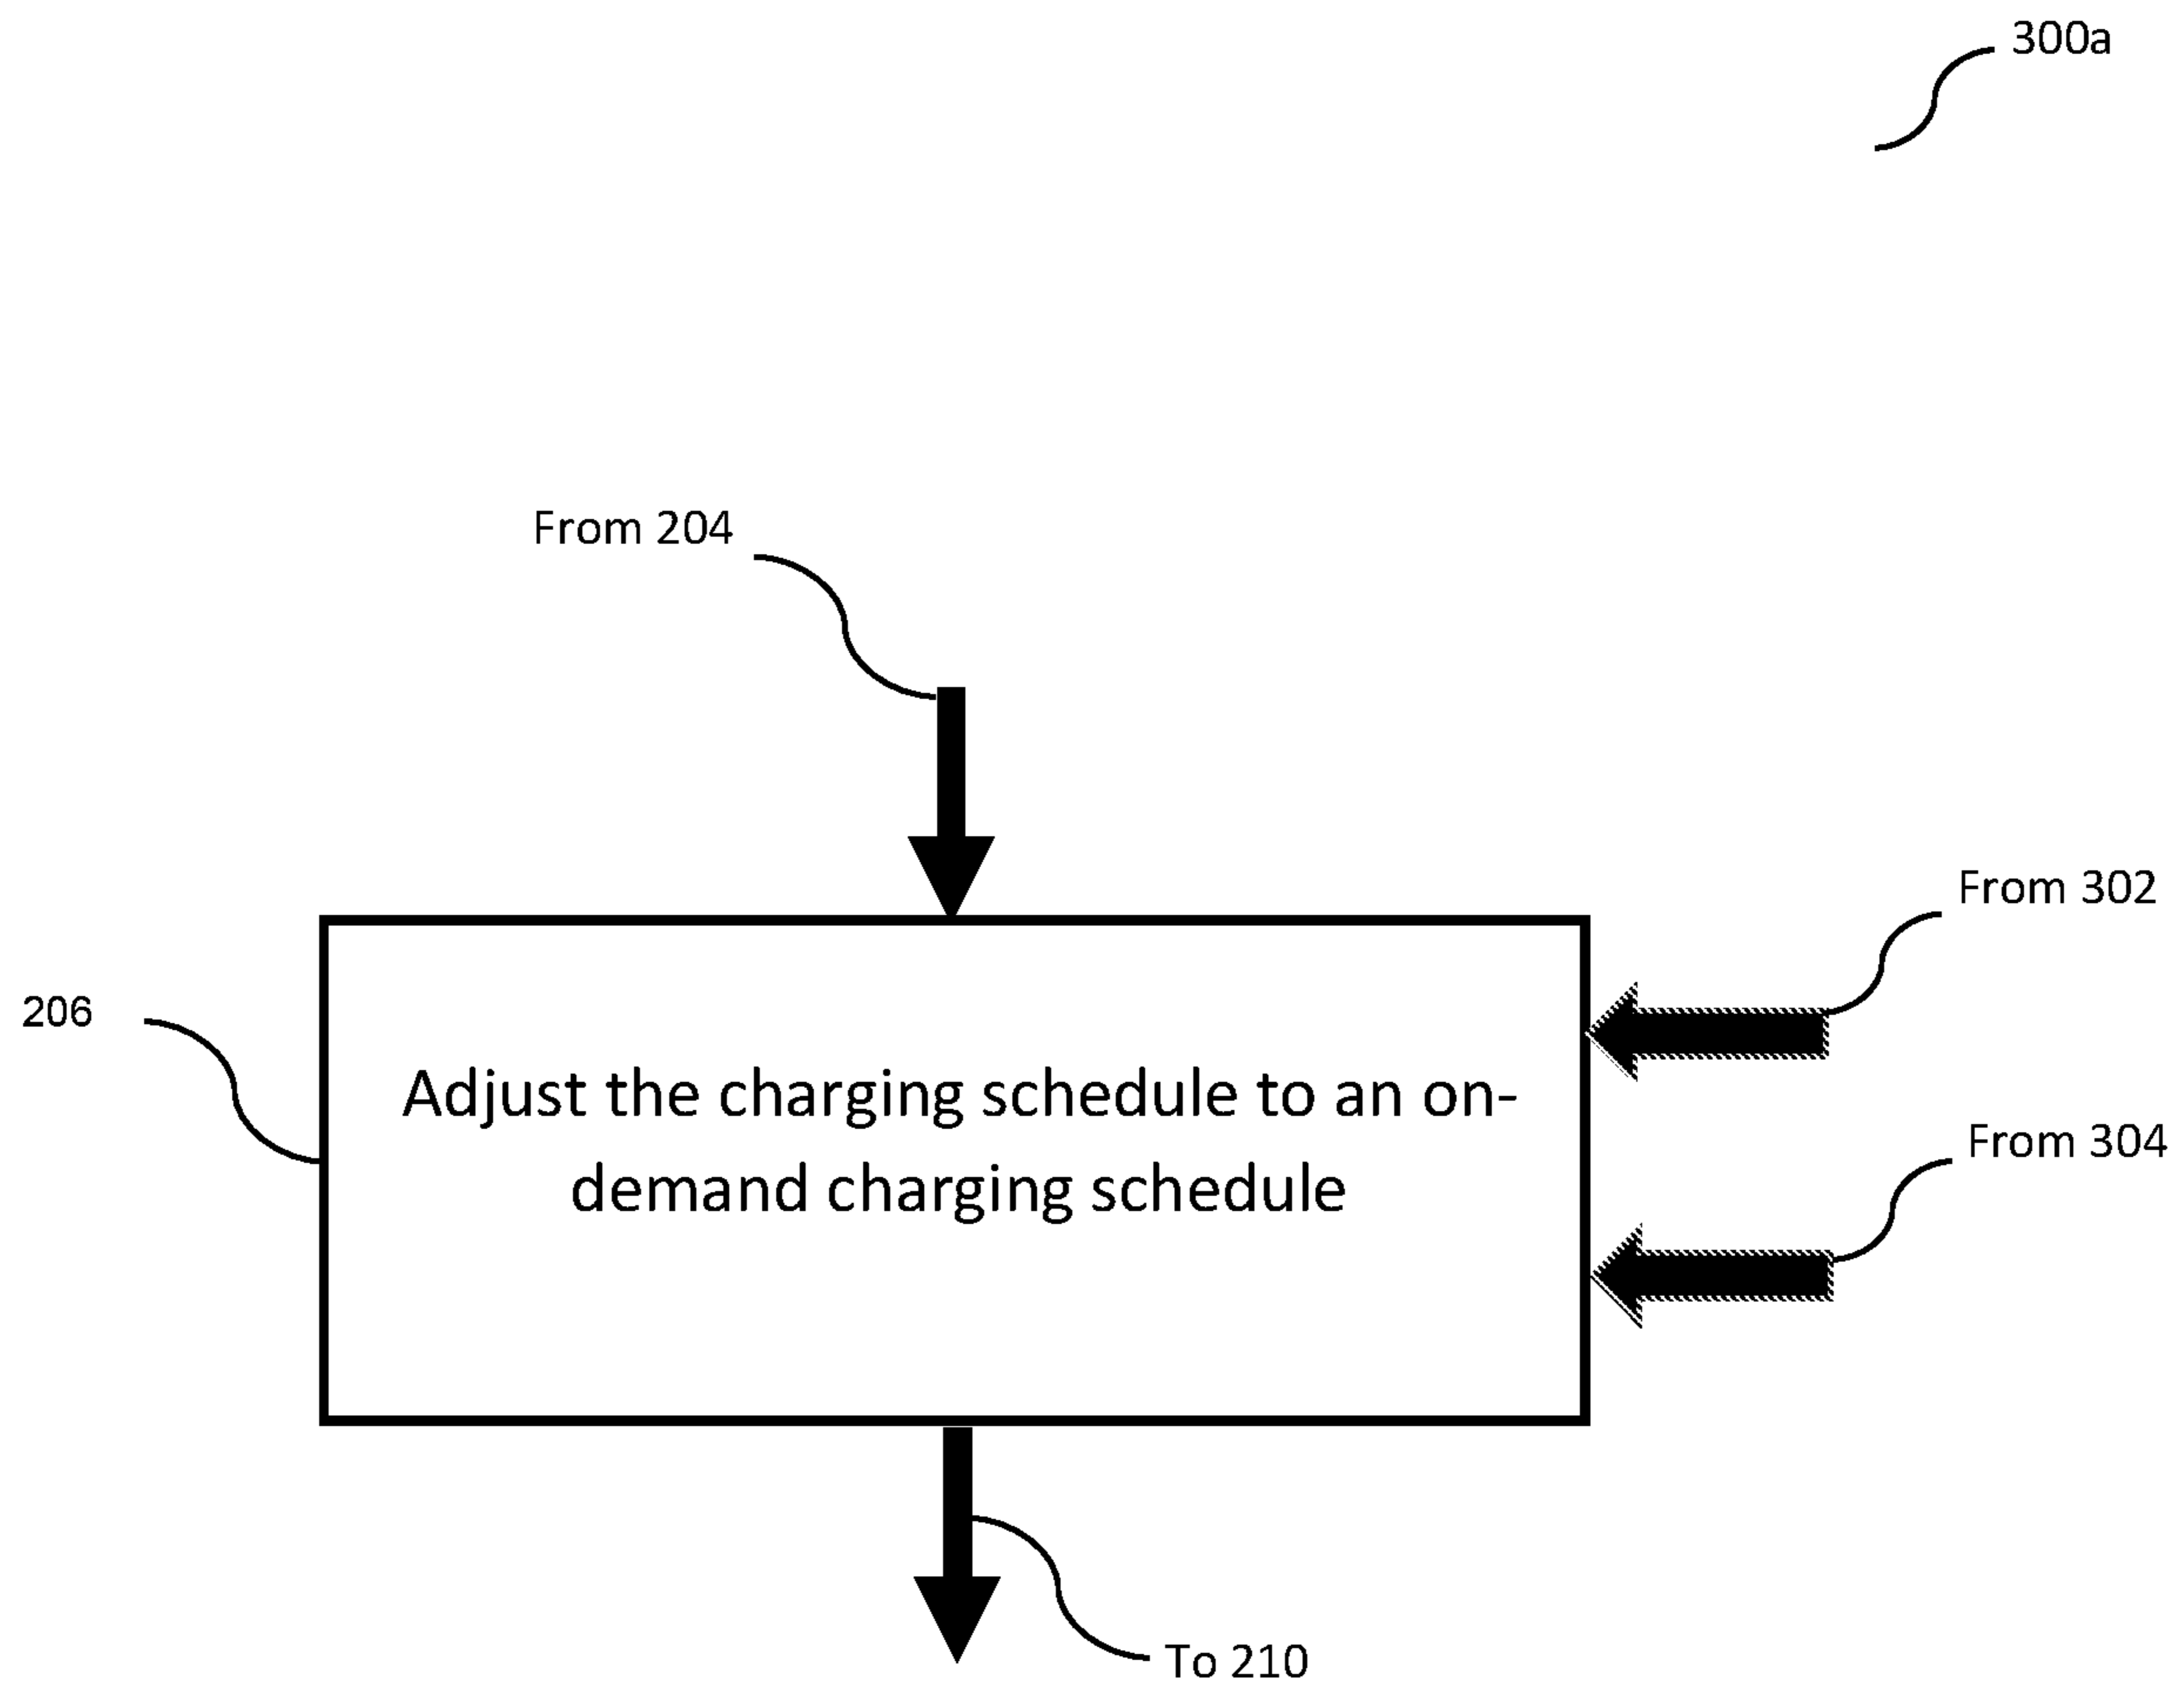 300a
From 204
From 302
206
Adjust the charging schedule to an on-
demand charging schedule
From 304
To 210